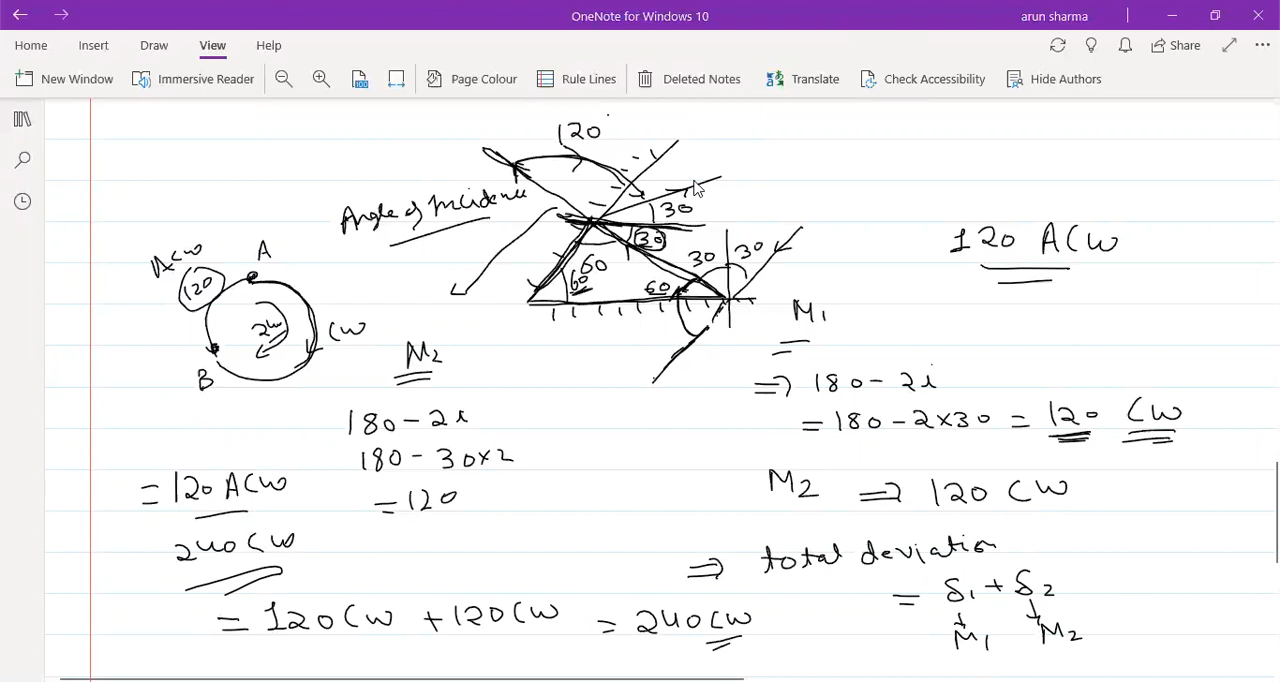 OneNote for Windows 10
arun sharma
Home Insert Draw View Help
Share
New Window Immersive Reader Page Colour Rule Lines Deleted Notes Translate Check Accessibility Hide Authors
120
Angle of Incidence
30
30
30 30
60
60 60
120 ACW
ACW
120
A
2w
CW
B
M1
=> 180 - 2i
= 180 - 2×30 = 120 CW
M2
180 - 2i
180 - 30×2
= 120
= 120 ACW
240 CW
M2 => 120 CW
=> total deviation
= δ1 + δ2
M1 M2
= 120 CW + 120 CW = 240 CW